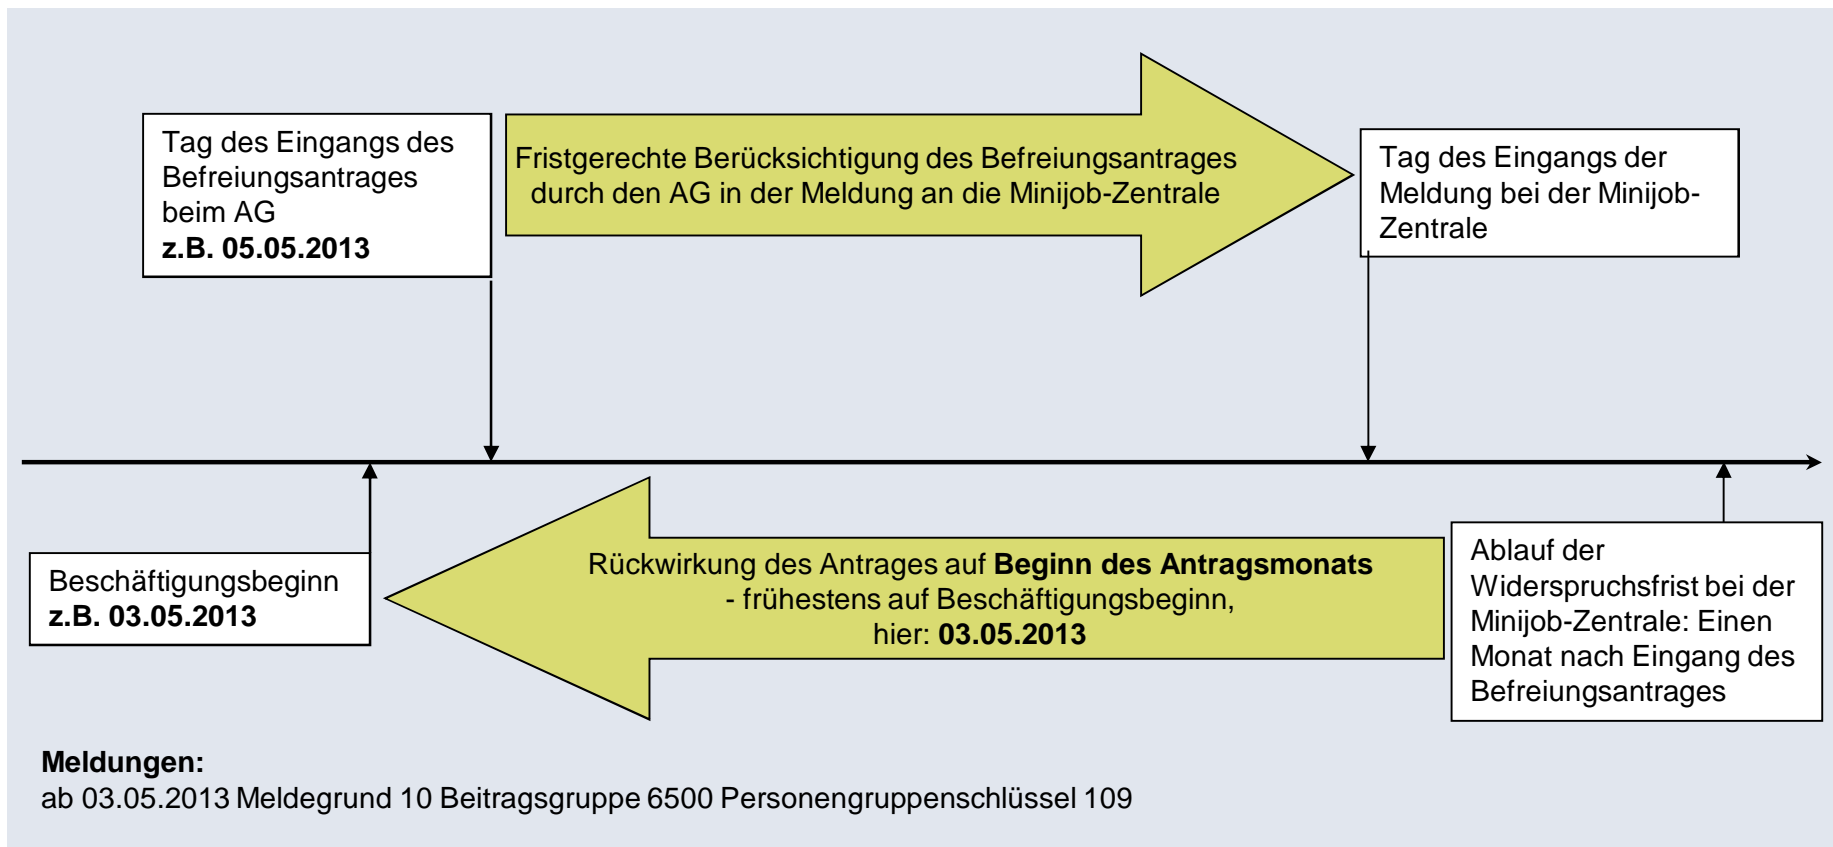 Tag des Eingangs des
Befreiungsantrages
beim AG
z.B. 05.05.2013
Fristgerechte Berücksichtigung des Befreiungsantrages
durch den AG in der Meldung an die Minijob-Zentrale
Tag des Eingangs der
Meldung bei der Minijob-
Zentrale
Beschäftigungsbeginn
z.B. 03.05.2013
Rückwirkung des Antrages auf Beginn des Antragsmonats
- frühestens auf Beschäftigungsbeginn,
hier: 03.05.2013
Ablauf der
Widerspruchsfrist bei der
Minijob-Zentrale: Einen
Monat nach Eingang des
Befreiungsantrages
Meldungen:
ab 03.05.2013 Meldegrund 10 Beitragsgruppe 6500 Personengruppenschlüssel 109